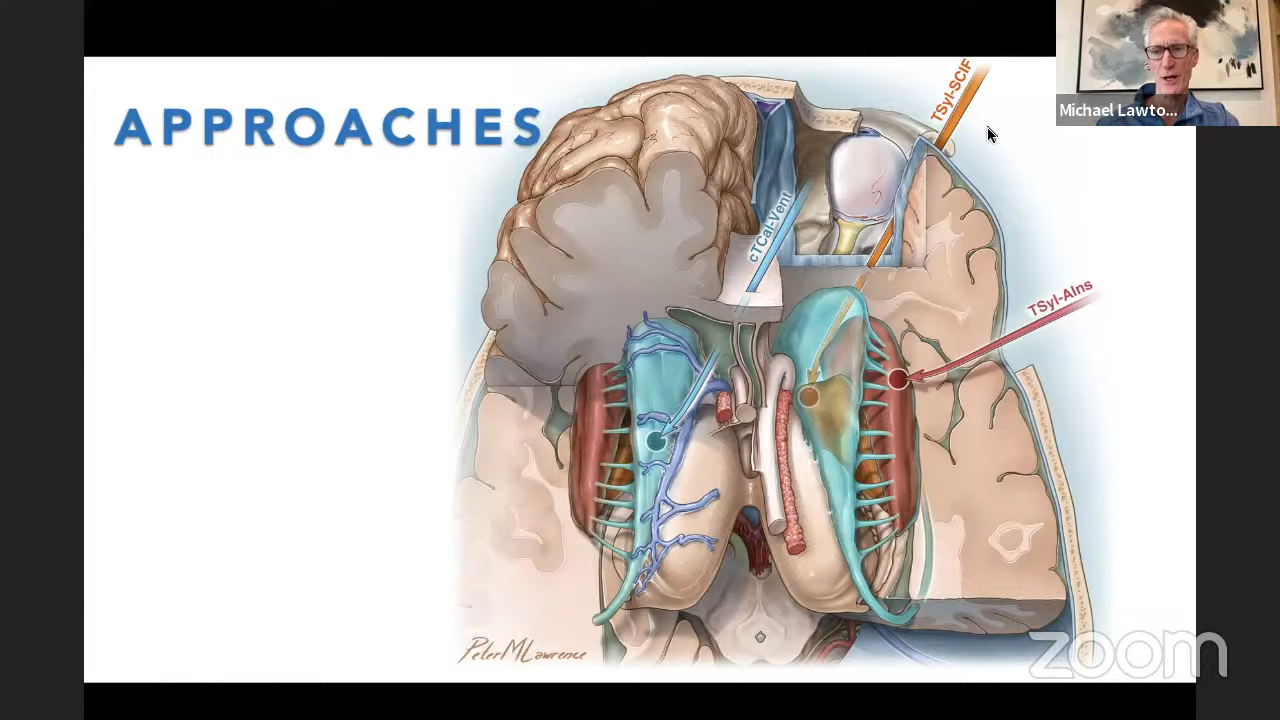 APPROACHES
TSyl-SCIF
Michael Lawto...
cTCal-Vent
TSyl-AIns
PeterMLawrence
zoom